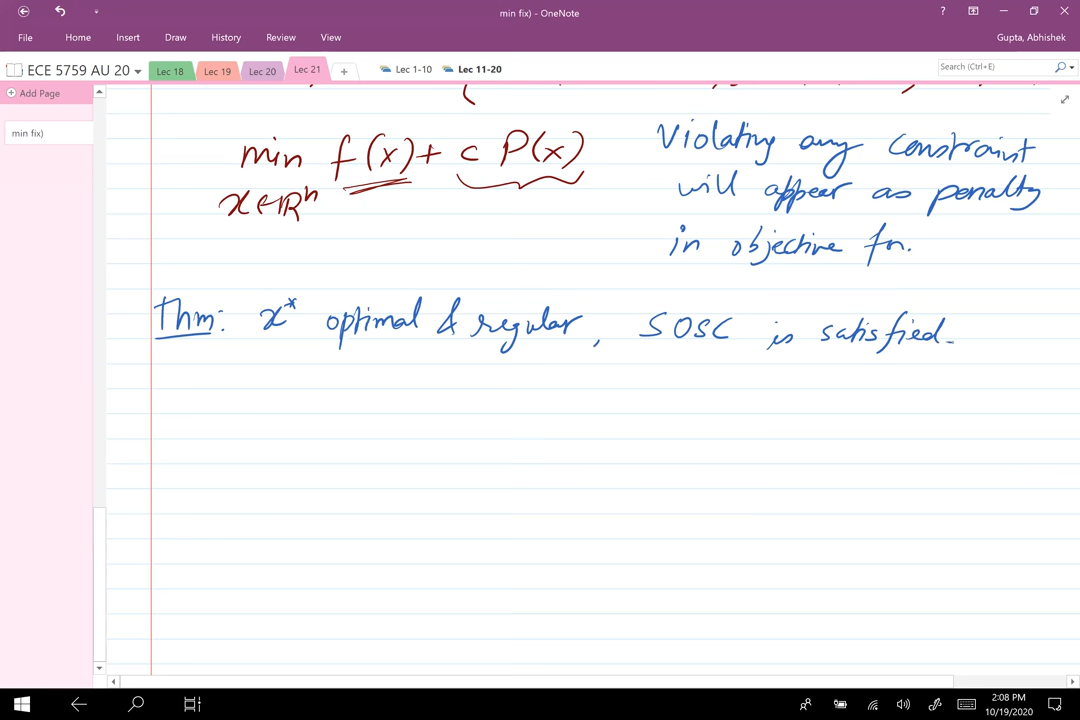 min fix) - OneNote
File Home Insert Draw History Review View
Gupta, Abhishek
ECE 5759 AU 20
Lec 18 Lec 19 Lec 20 Lec 21 + Lec 1-10 Lec 11-20
Search (Ctrl+E)
Add Page
min fix)
min f(x) + c P(x)
x∈ℝⁿ
Violating any constraint
will appear as penalty
in objective fn.
Thm: x* optimal & regular, SOSC is satisfied.
2:08 PM
10/19/2020